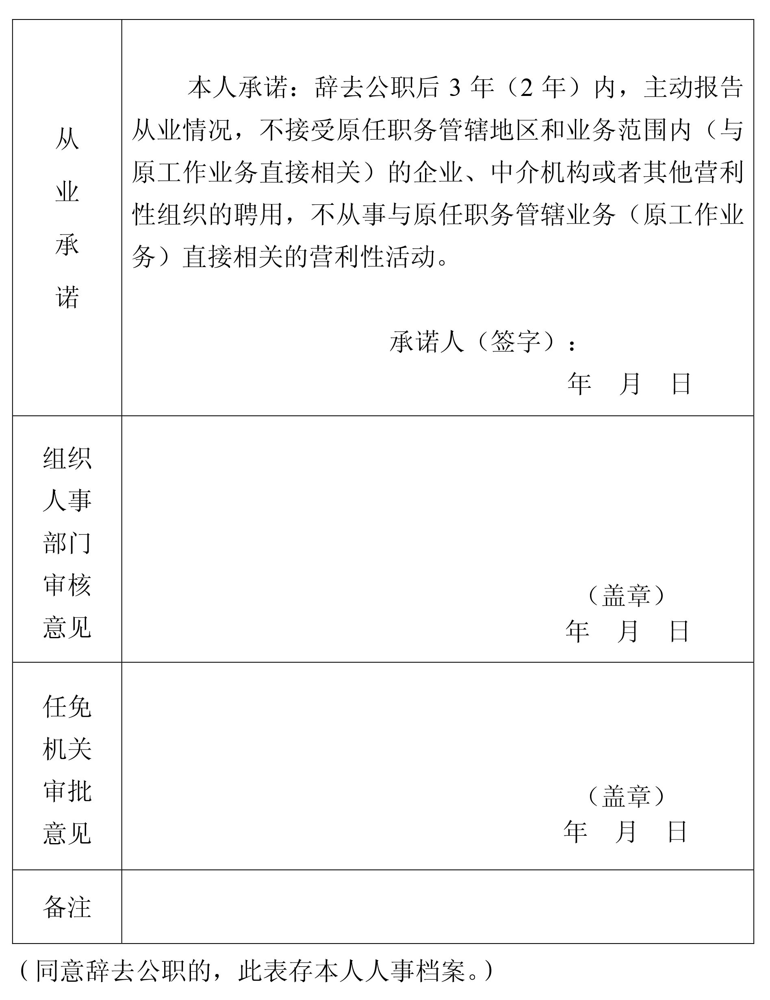 从
业
承
诺
本人承诺：辞去公职后 3 年（2 年）内，主动报告
从业情况，不接受原任职务管辖地区和业务范围内（与
原工作业务直接相关）的企业、中介机构或者其他营利
性组织的聘用，不从事与原任职务管辖业务（原工作业
务）直接相关的营利性活动。
承诺人（签字）：
年 月 日
组织
人事
部门
审核
意见
（盖章）
年 月 日
任免
机关
审批
意见
（盖章）
年 月 日
备注
(同意辞去公职的，此表存本人人事档案。)